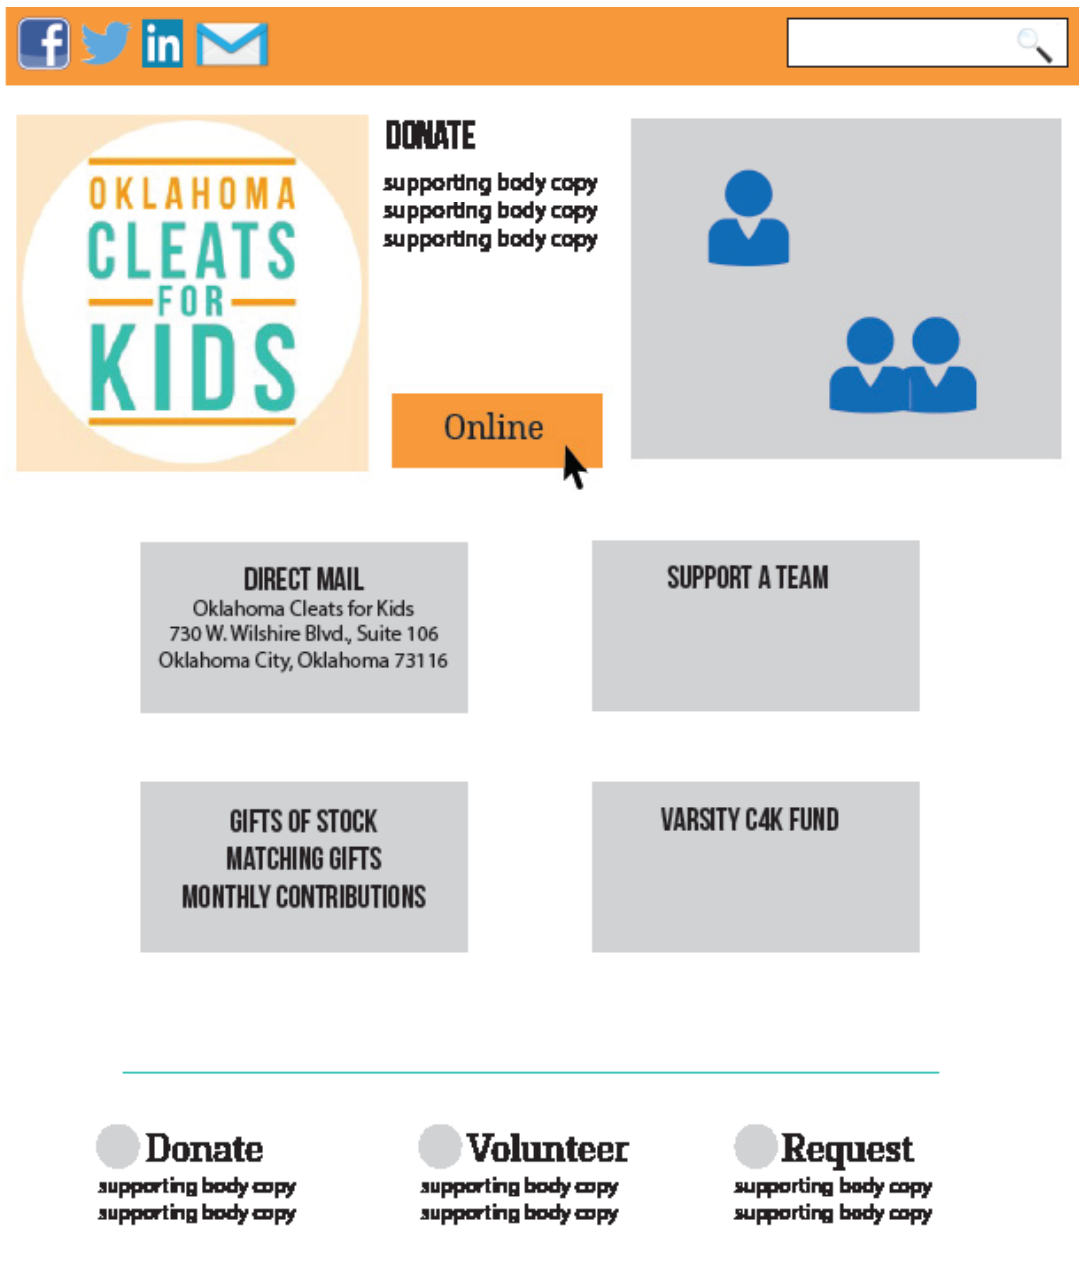 f
in
OKLAHOMA
CLEATS
FOR
KIDS
DONATE
supporting body copy
supporting body copy
supporting body copy
Online
DIRECT MAIL
Oklahoma Cleats for Kids
730 W. Wilshire Blvd., Suite 106
Oklahoma City, Oklahoma 73116
SUPPORT A TEAM
GIFTS OF STOCK
MATCHING GIFTS
MONTHLY CONTRIBUTIONS
VARSITY C4K FUND
Donate
supporting body copy
supporting body copy
Volunteer
supporting body copy
supporting body copy
Request
supporting body copy
supporting body copy